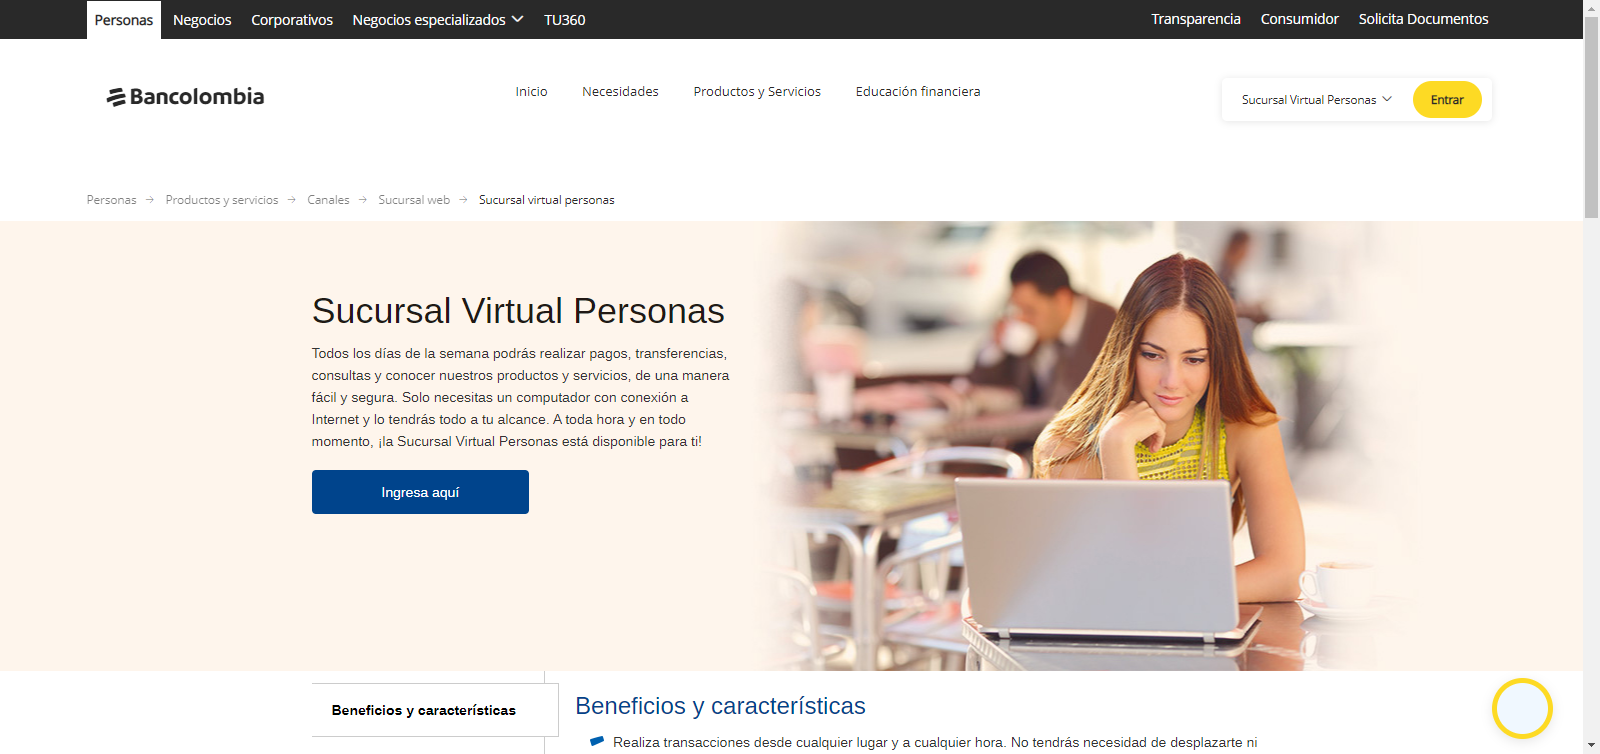 Personas Negocios Corporativos Negocios especializados TU360 Transparencia Consumidor Solicita Documentos
Bancolombia Inicio Necesidades Productos y Servicios Educación financiera Sucursal Virtual Personas Entrar
Personas Productos y servicios Canales Sucursal web Sucursal virtual personas
Sucursal Virtual Personas
Todos los días de la semana podrás realizar pagos, transferencias,
consultas y conocer nuestros productos y servicios, de una manera
fácil y segura. Solo necesitas un computador con conexión a
Internet y lo tendrás todo a tu alcance. A toda hora y en todo
momento, ¡la Sucursal Virtual Personas está disponible para ti!
Ingresa aquí
Beneficios y características
Beneficios y características
Realiza transacciones desde cualquier lugar y a cualquier hora. No tendrás necesidad de desplazarte ni